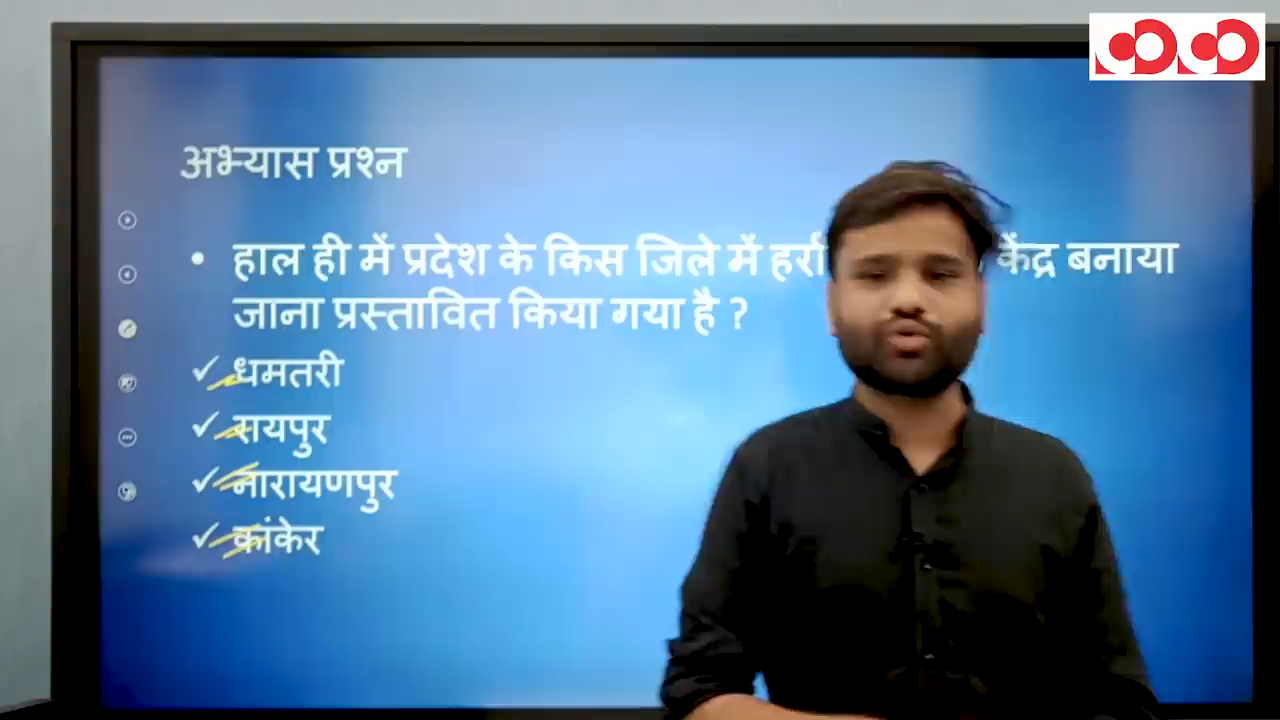 अभ्यास प्रश्न
• हाल ही में प्रदेश के किस जिले में केंद्र बनाया
जाना प्रस्तावित किया गया है ?
✓ धमतरी
✓ रायपुर
✓ नारायणपुर
✓ कांकेर